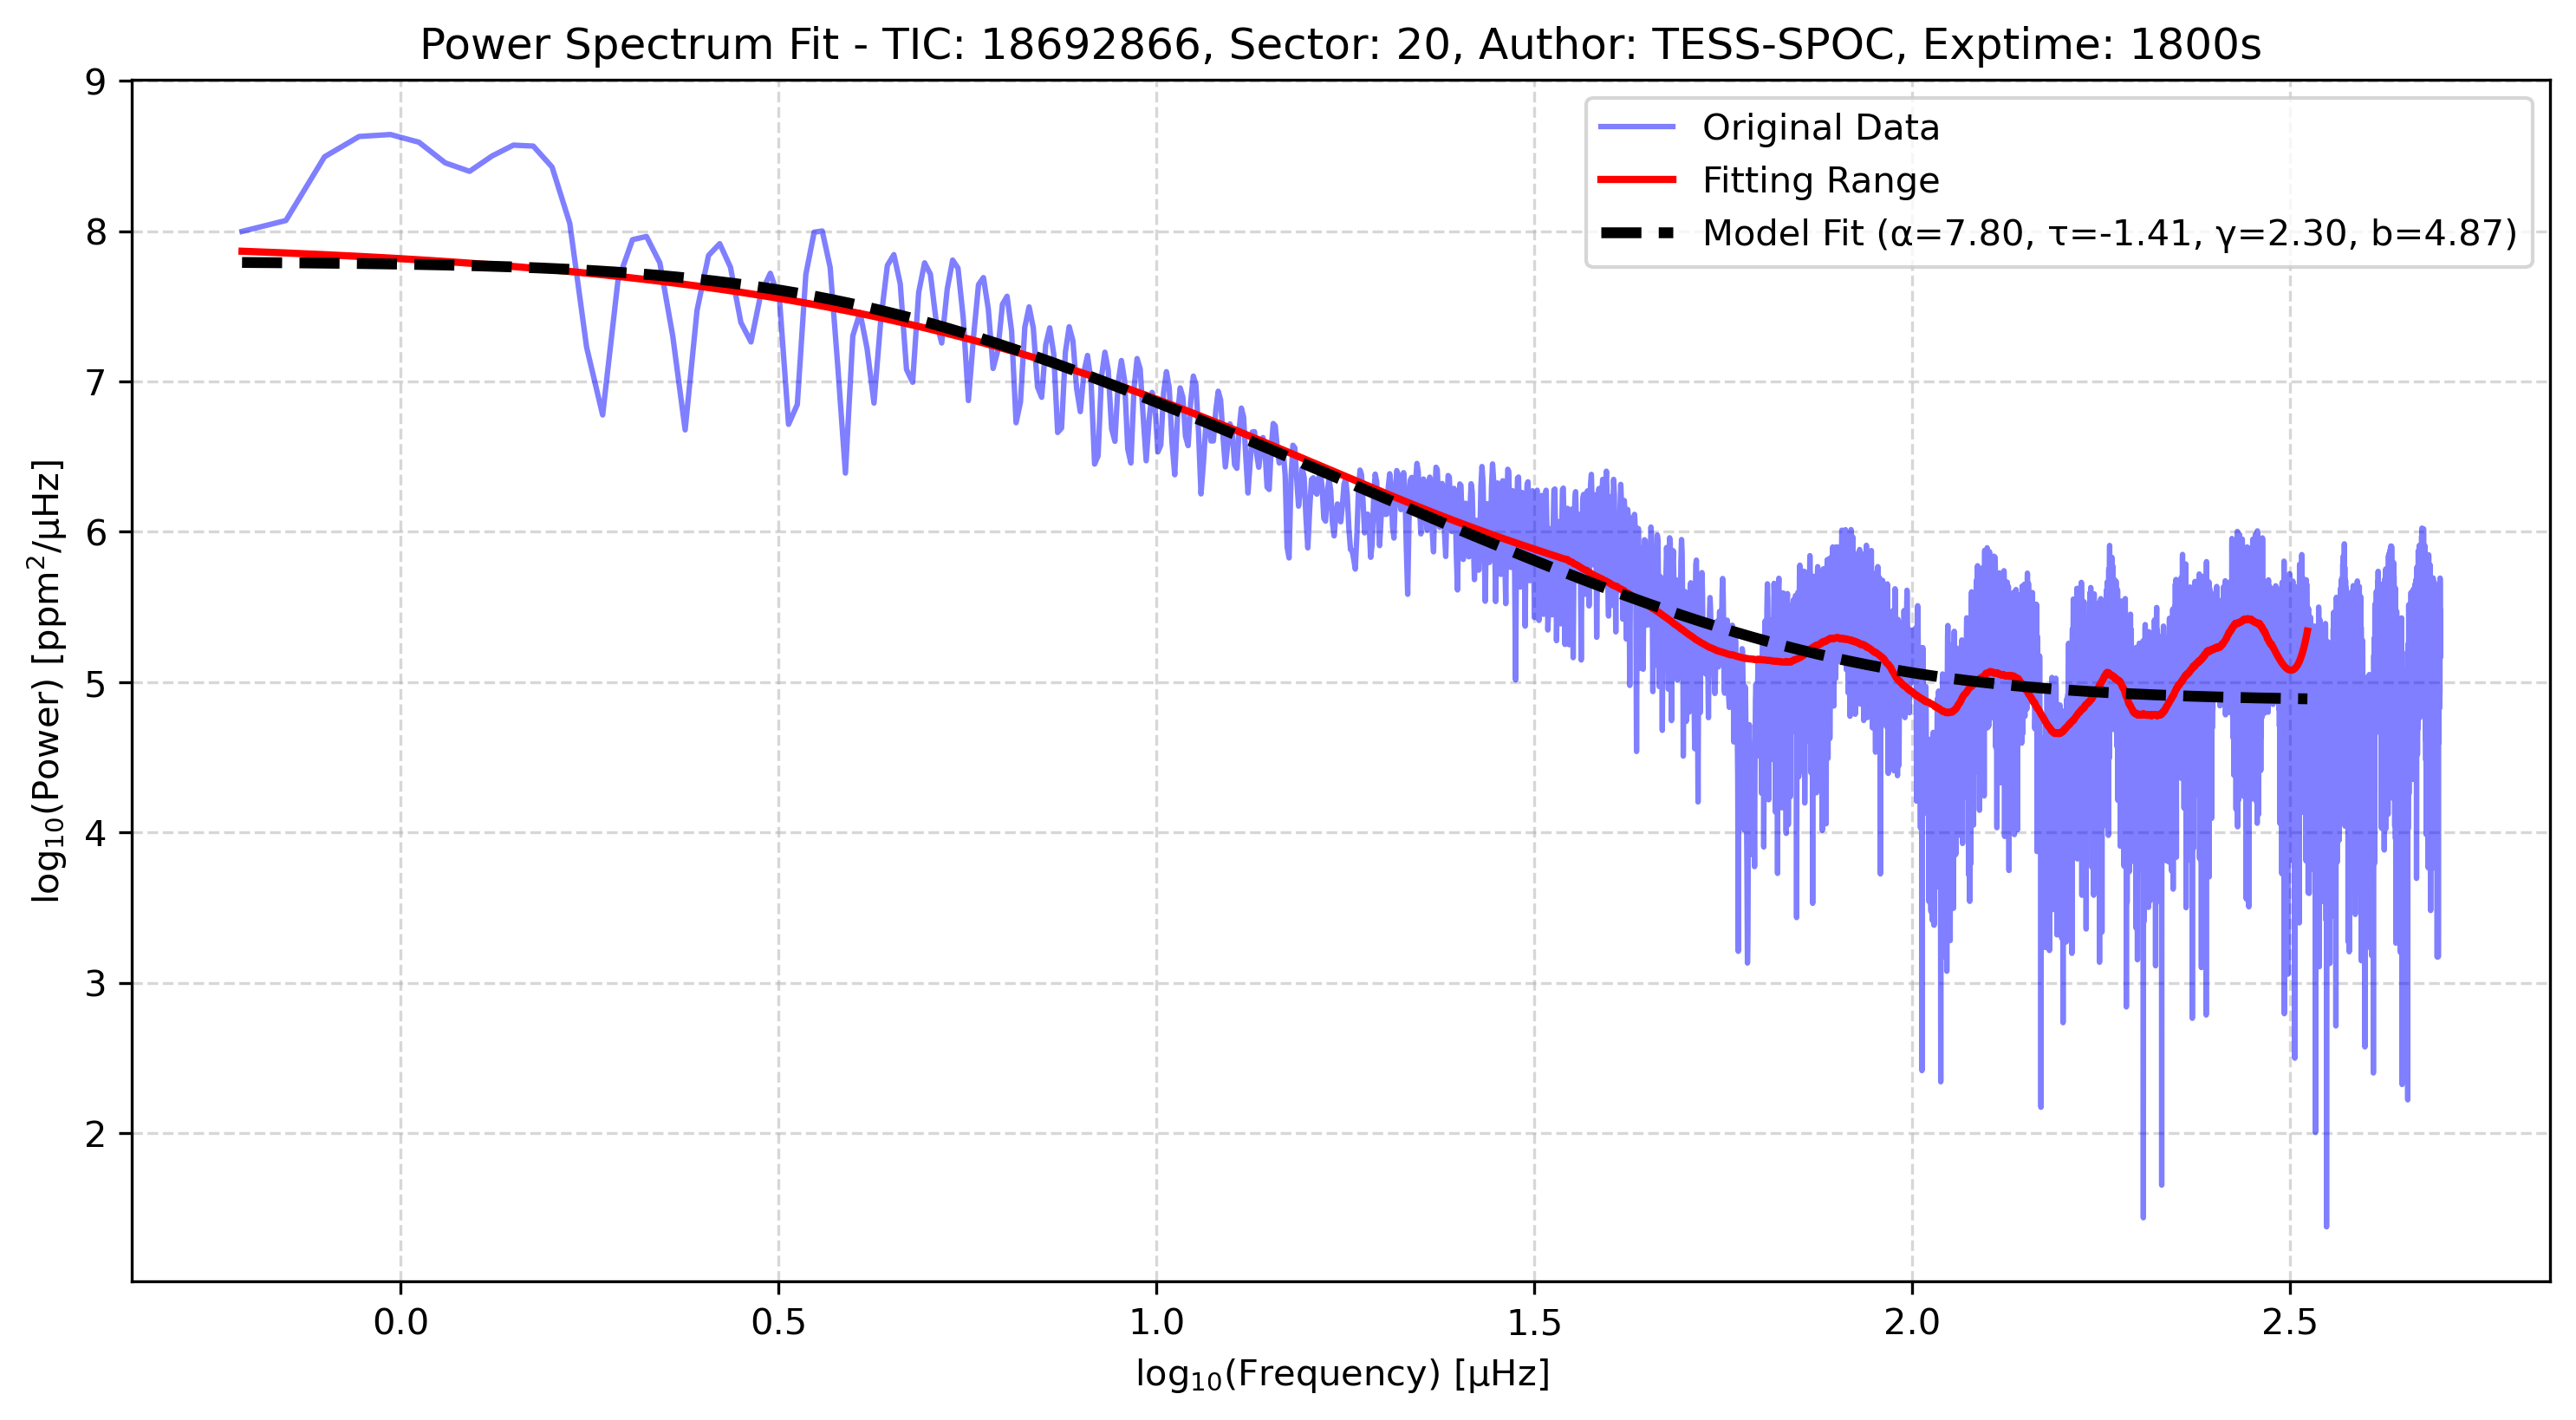 Power Spectrum Fit - TIC: 18692866, Sector: 20, Author: TESS-SPOC, Exptime: 1800s
Original Data
Fitting Range
Model Fit (α=7.80, τ=-1.41, γ=2.30, b=4.87)
log₁₀(Power) [ppm²/μHz]
9
8
7
6
5
4
3
2
0.0 0.5 1.0 1.5 2.0 2.5
log₁₀(Frequency) [μHz]